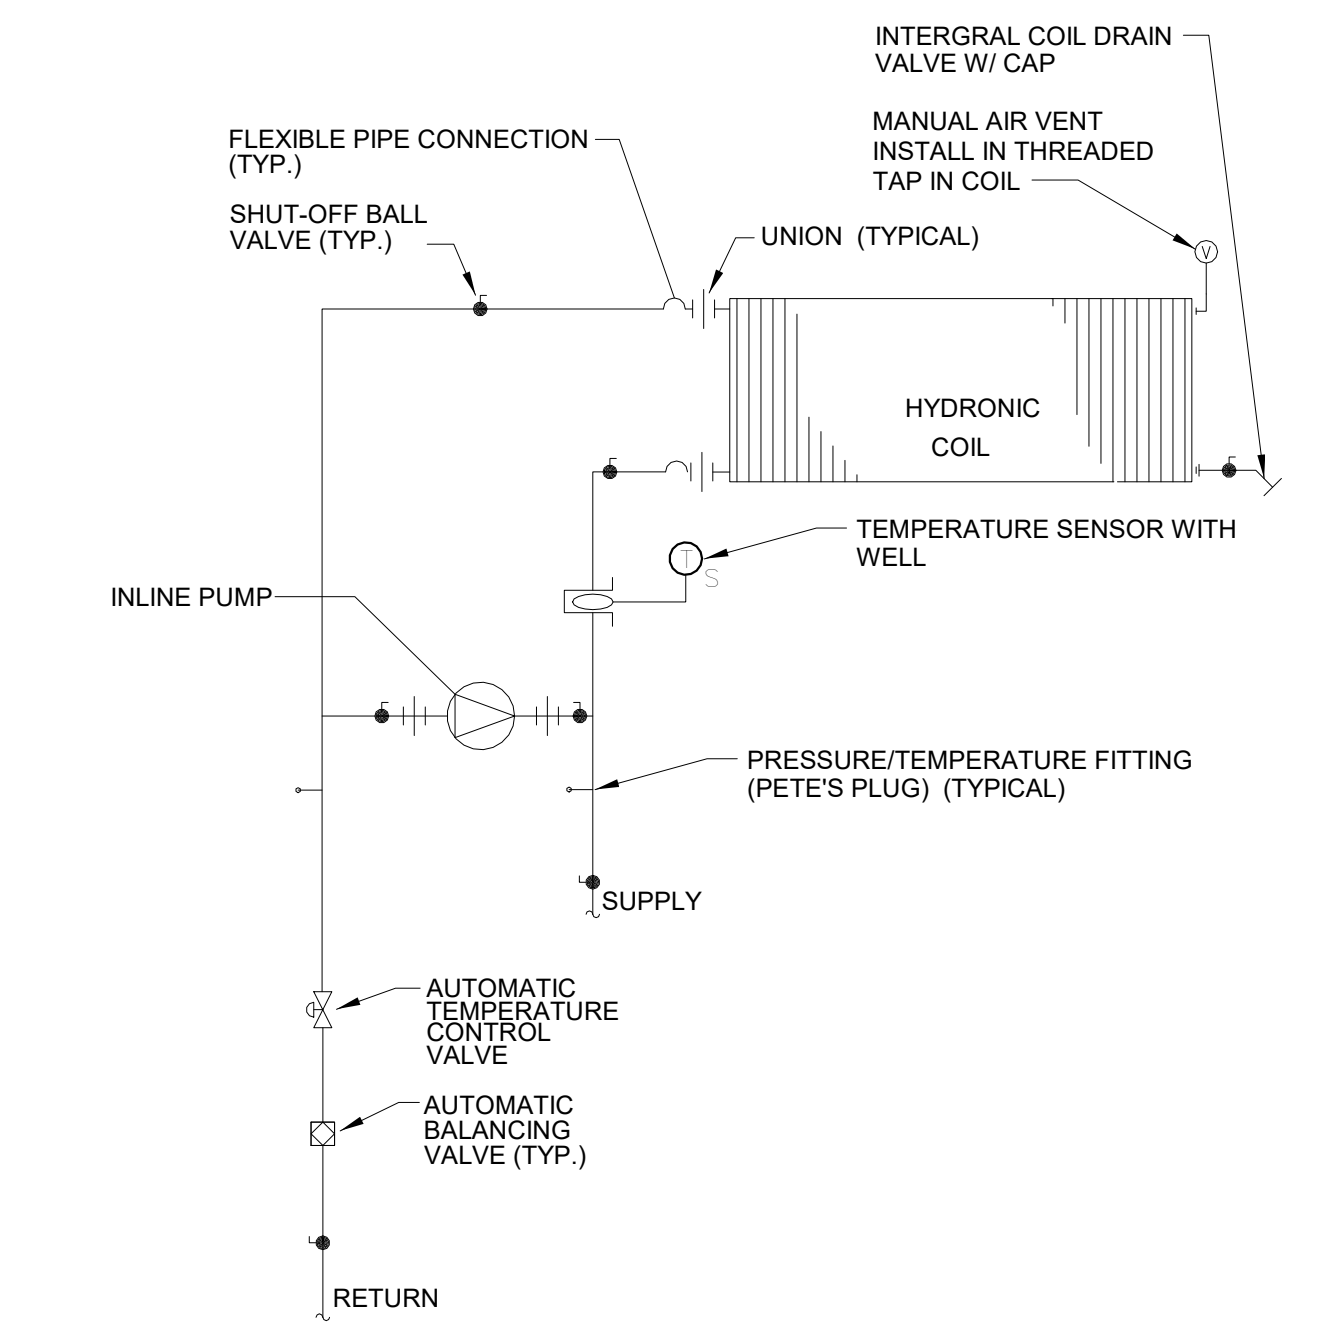 INTERGRAL COIL DRAIN
VALVE W/ CAP
MANUAL AIR VENT
INSTALL IN THREADED
TAP IN COIL
FLEXIBLE PIPE CONNECTION
(TYP.)
SHUT-OFF BALL
VALVE (TYP.)
UNION (TYPICAL)
V
HYDRONIC
COIL
TEMPERATURE SENSOR WITH
WELL
T
S
INLINE PUMP
PRESSURE/TEMPERATURE FITTING
(PETE'S PLUG) (TYPICAL)
SUPPLY
AUTOMATIC
TEMPERATURE
CONTROL
VALVE
AUTOMATIC
BALANCING
VALVE (TYP.)
RETURN